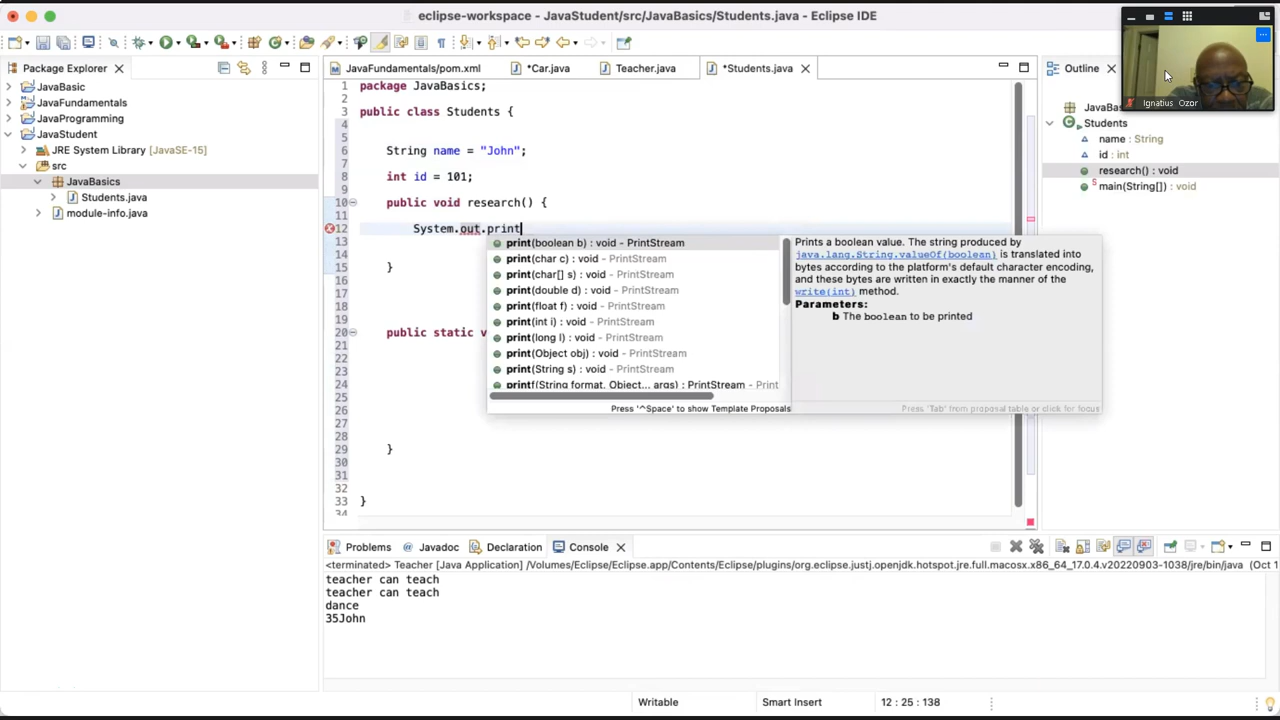 eclipse-workspace - JavaStudent/src/JavaBasics/Students.java - Eclipse IDE
Ignatius Ozor
Package Explorer
JavaBasic
JavaFundamentals
JavaProgramming
JavaStudent
JRE System Library [JavaSE-15]
src
JavaBasics
Students.java
module-info.java
JavaFundamentals/pom.xml
*Car.java
Teacher.java
*Students.java
1 package JavaBasics;
2
3 public class Students {
4
5
6 String name = "John";
7
8 int id = 101;
9
10 public void research() {
11
12 System.out.print
13
14
15 }
16
17
18
19
20 public static v
21
22
23
24
25
26
27
28
29 }
30
31
32
33 }
34
print(boolean b) : void - PrintStream
print(char c) : void - PrintStream
print(char[] s) : void - PrintStream
print(double d) : void - PrintStream
print(float f) : void - PrintStream
print(int i) : void - PrintStream
print(long l) : void - PrintStream
print(Object obj) : void - PrintStream
print(String s) : void - PrintStream
printf(String format, Object... args) : PrintStream - Print
Press '^Space' to show Template Proposals
Prints a boolean value. The string produced by
java.lang.String.valueOf(boolean) is translated into
bytes according to the platform's default character encoding,
and these bytes are written in exactly the manner of the
write(int) method.
Parameters:
b The boolean to be printed
Press 'Tab' from proposal table or click for focus
Outline
JavaBas
Students
name : String
id : int
research() : void
main(String[]) : void
Problems
Javadoc
Declaration
Console
<terminated> Teacher [Java Application] /Volumes/Eclipse/Eclipse.app/Contents/Eclipse/plugins/org.eclipse.justj.openjdk.hotspot.jre.full.macosx.x86_64_17.0.4.v20220903-1038/jre/bin/java (Oct 1
teacher can teach
teacher can teach
dance
35John
Writable
Smart Insert
12 : 25 : 138